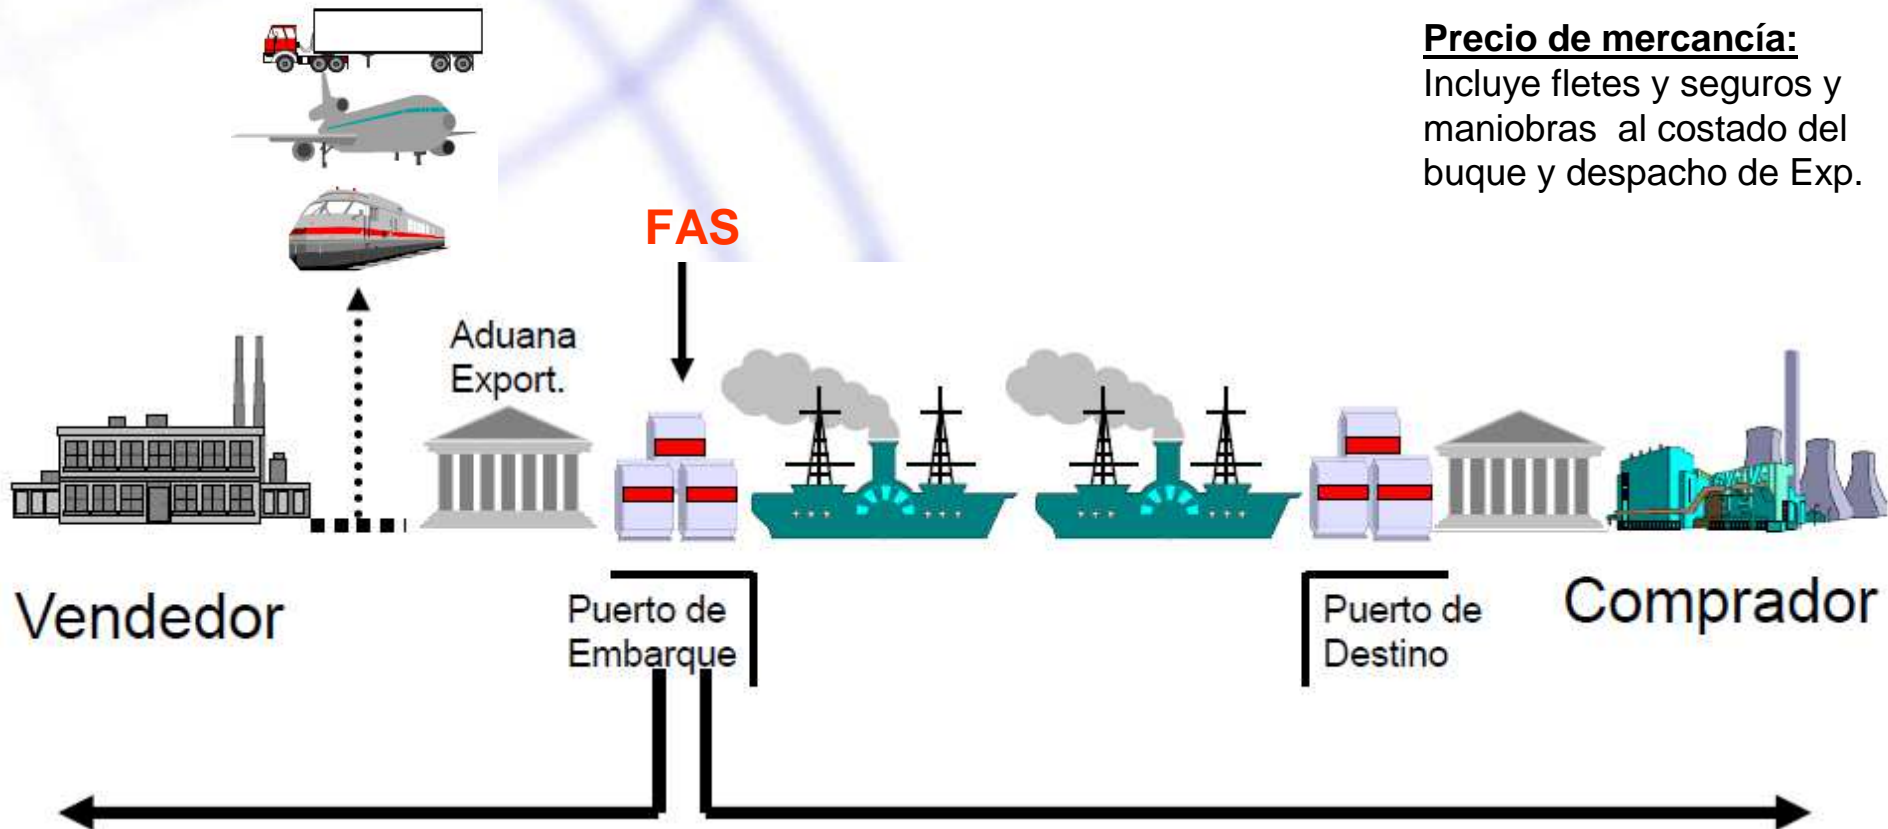 Precio de mercancía:
Incluye fletes y seguros y
maniobras al costado del
buque y despacho de Exp.
FAS
Aduana
Export.
Vendedor
Puerto de
Embarque
Puerto de
Destino
Comprador